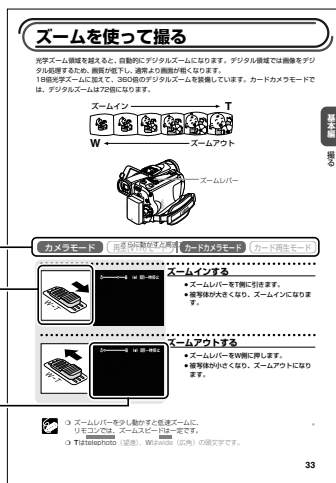 ズームを使って撮る
光学ズーム領域を越えると、自動的にデジタルズームになります。デジタル領域では画像をデジ
タル処理するため、画質が低下し、通常より画面が粗くなります。
18倍光学ズームに加えて、360倍のデジタルズームを装備しています。カードカメラモードで
は、デジタルズームは72倍になります。
ズームイン T
W ズームアウト
ズームレバー
基本編
撮る
さらに動かすと高速
カメラモード カードカメラモード カード再生モード
ズームインする
● ズームレバーをT側に引きます。
● 被写体が大きくなり、ズームインになりま
す。
W-T
ズームアウトする
● ズームレバーをW側に押します。
● 被写体が小さくなり、ズームアウトになり
ます。
W-T
❍ ズームレバーを少し動かすと低速ズームに、 。
リモコンでは、ズームスピードは一定です。
❍ Tはtelephoto（望遠）、Wはwide（広角）の頭文字です。
33